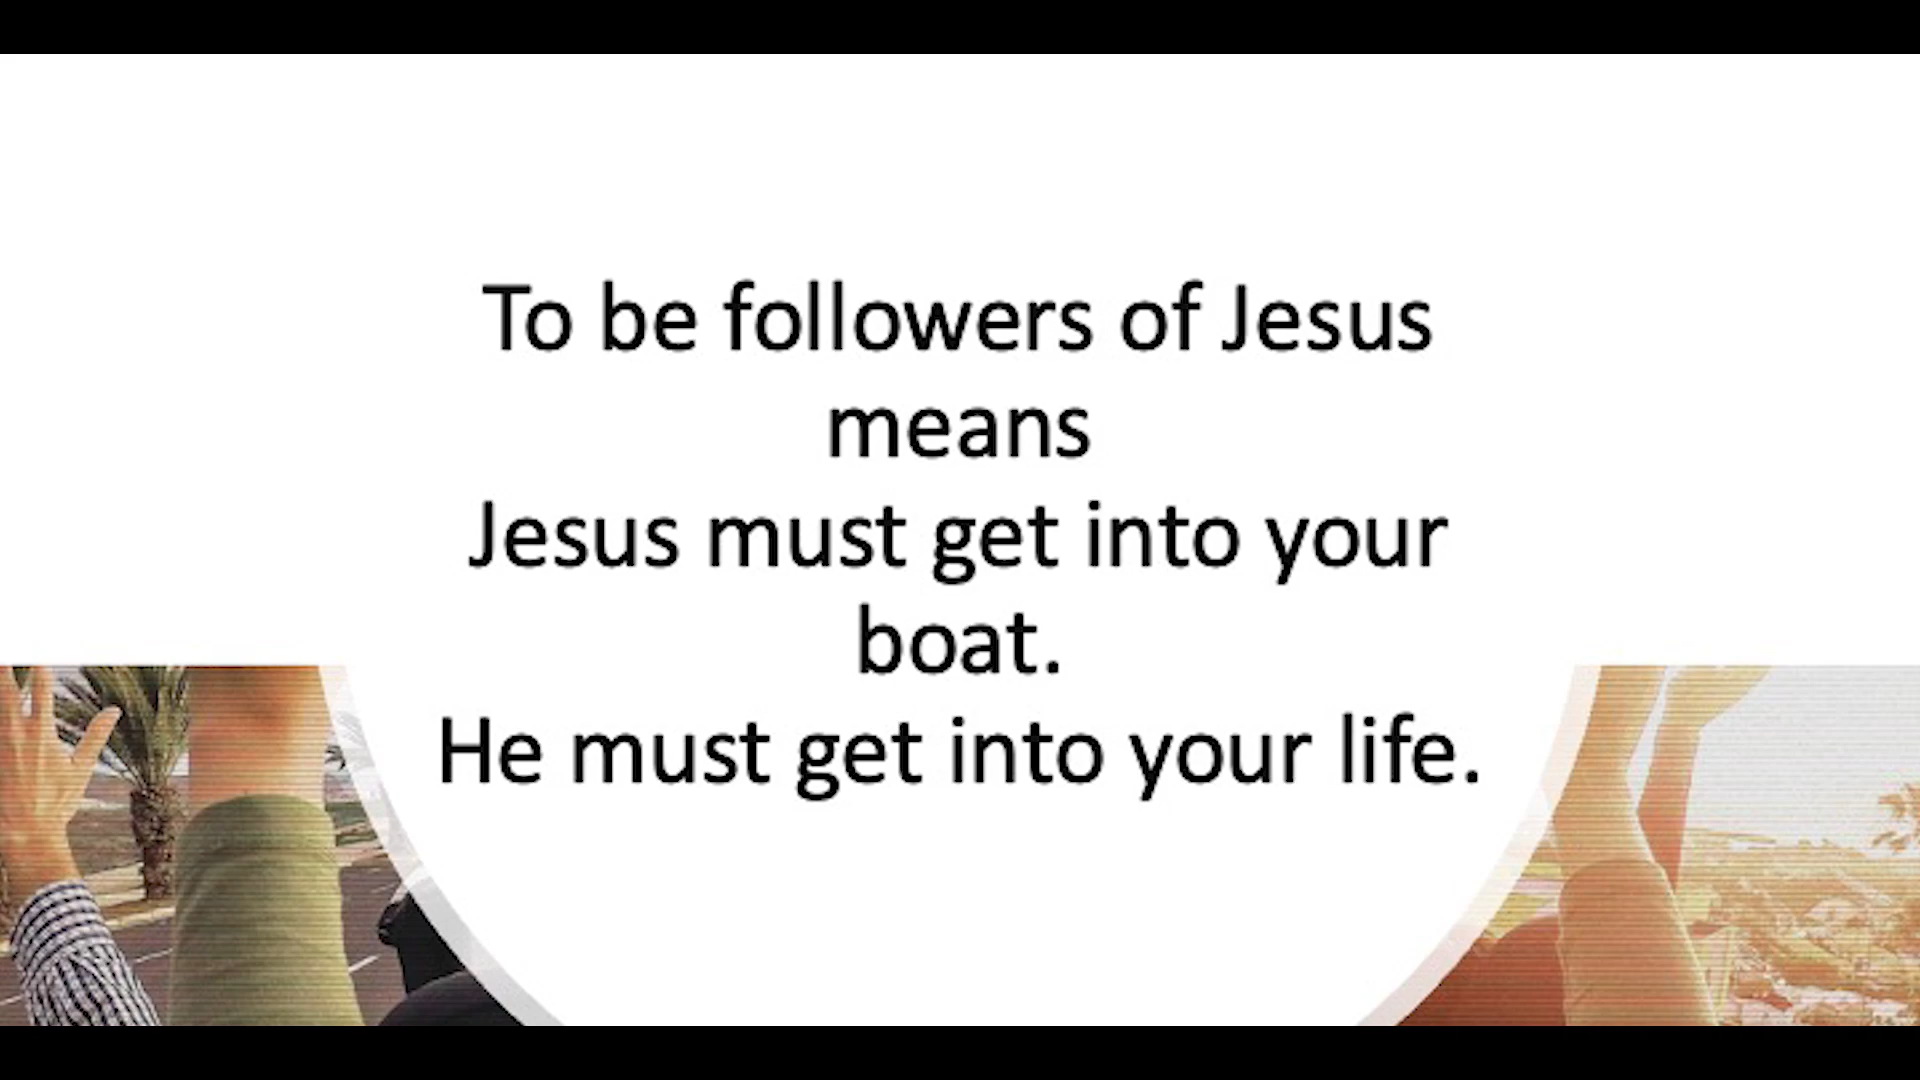 To be followers of Jesus
means
Jesus must get into your
boat.
He must get into your life.